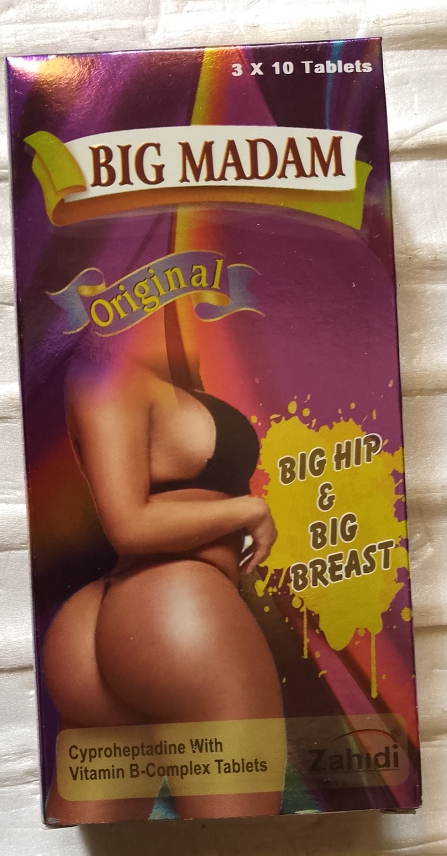 3 X 10 Tablets
BIG MADAM
Original
BIG HIP
&
BIG
BREAST
Cyproheptadine With
Vitamin B-Complex Tablets
Zahidi